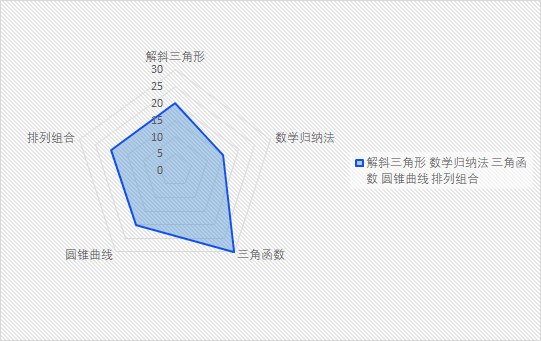 解斜三角形
30
25
20
15
10
5
0
数学归纳法
三角函数
圆锥曲线
排列组合
解斜三角形 数学归纳法 三角函
数 圆锥曲线 排列组合